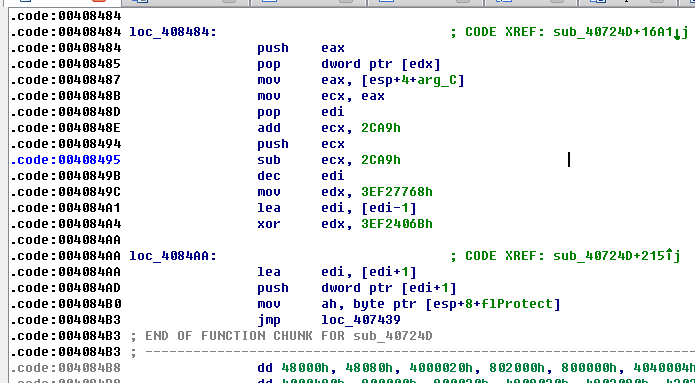 .code:00408484
.code:00408484 loc_408484: ; CODE XREF: sub_40724D+16A1↓j
.code:00408484 push eax
.code:00408485 pop dword ptr [edx]
.code:00408487 mov eax, [esp+4+arg_C]
.code:0040848B mov ecx, eax
.code:0040848D pop edi
.code:0040848E add ecx, 2CA9h
.code:00408494 push ecx
.code:00408495 sub ecx, 2CA9h
.code:0040849B dec edi
.code:0040849C mov edx, 3EF27768h
.code:004084A1 lea edi, [edi-1]
.code:004084A4 xor edx, 3EF2406Bh
.code:004084AA
.code:004084AA loc_4084AA: ; CODE XREF: sub_40724D+215↑j
.code:004084AA lea edi, [edi+1]
.code:004084AD push dword ptr [edi+1]
.code:004084B0 mov ah, byte ptr [esp+8+flProtect]
.code:004084B3 jmp loc_407439
.code:004084B3 ; END OF FUNCTION CHUNK FOR sub_40724D
.code:004084B3 ; ---------------------------------------------------------------
.code:004084B8 dd 48000h, 48080h, 4000020h, 802000h, 800000h, 4040004